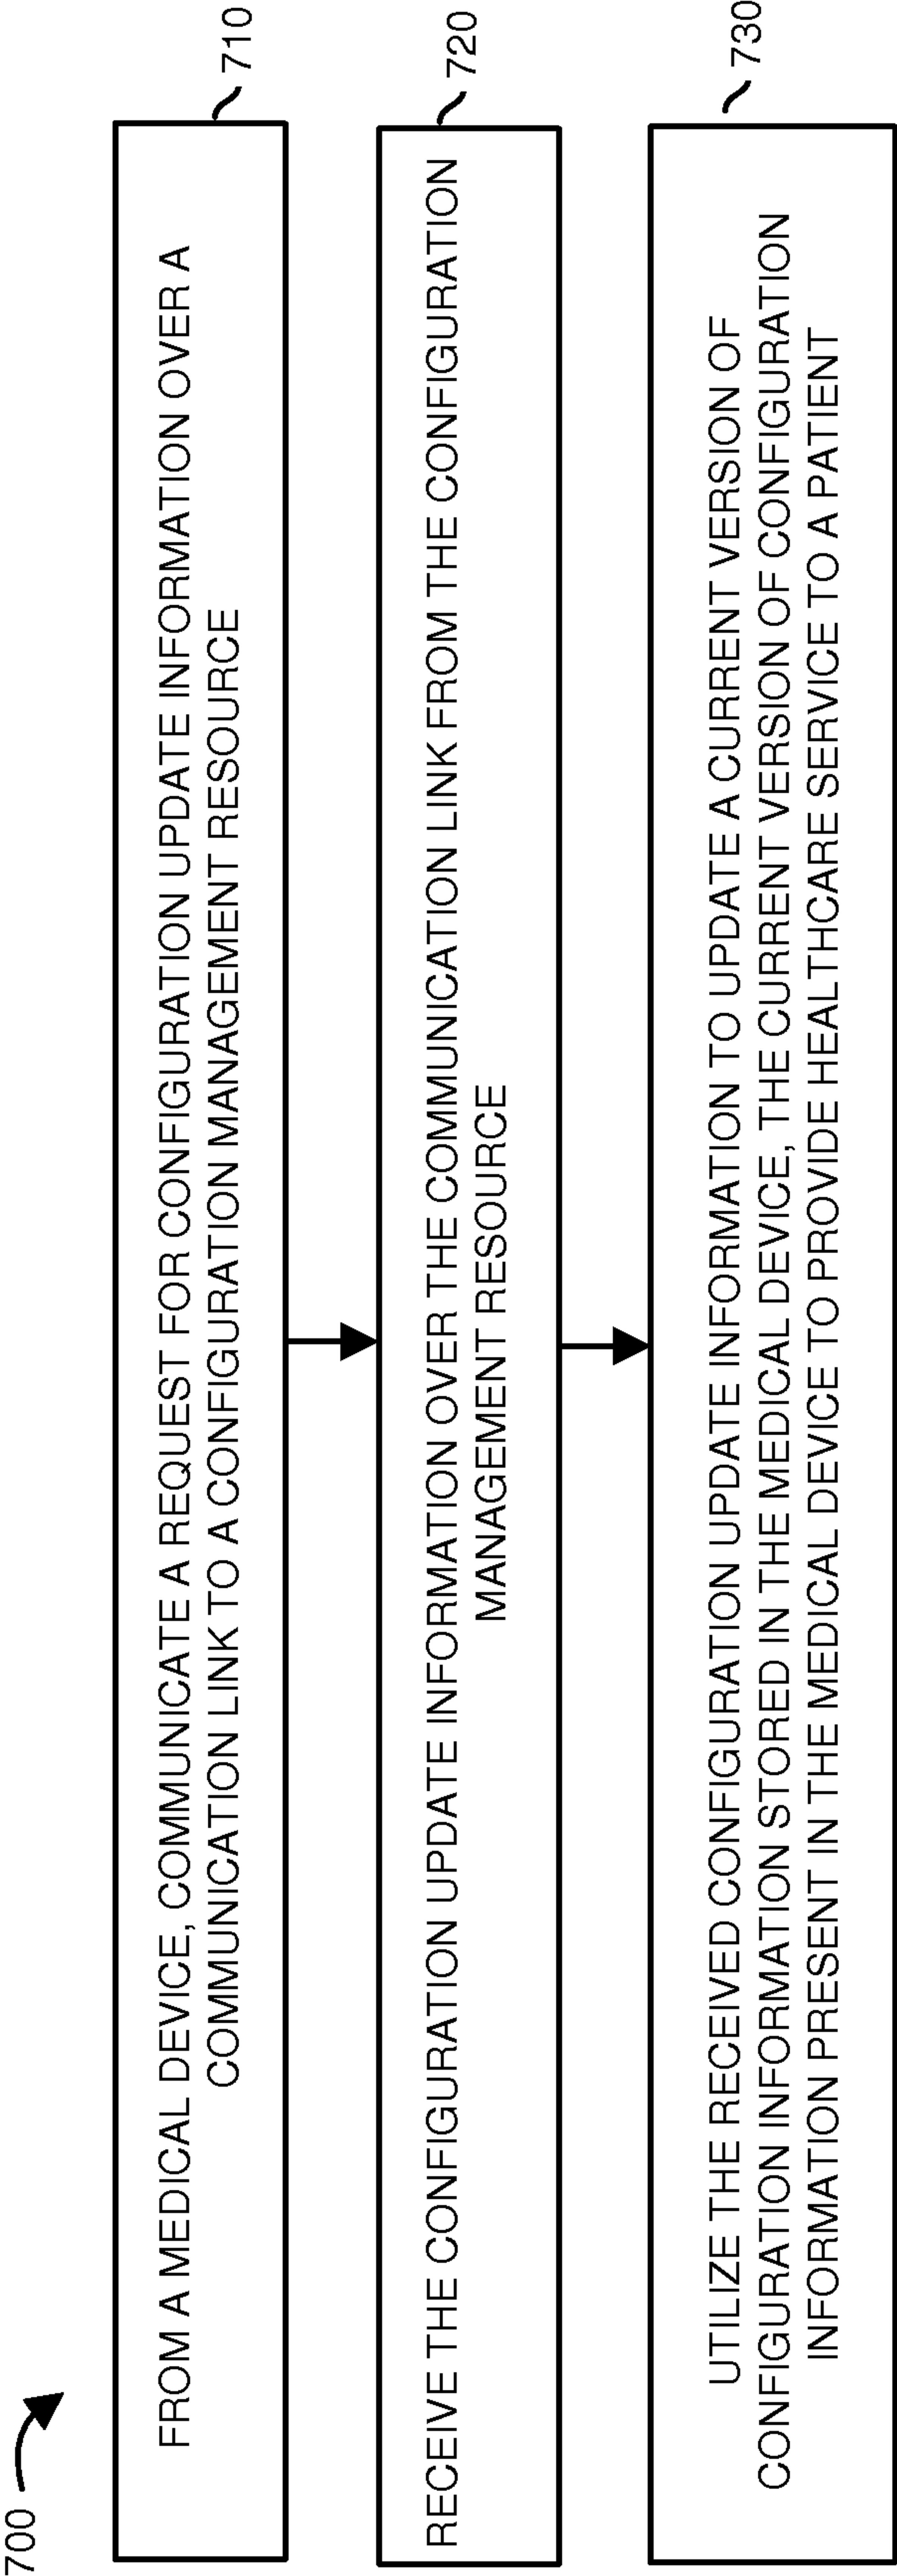 700
FROM A MEDICAL DEVICE, COMMUNICATE A REQUEST FOR CONFIGURATION UPDATE INFORMATION OVER A
COMMUNICATION LINK TO A CONFIGURATION MANAGEMENT RESOURCE
710
RECEIVE THE CONFIGURATION UPDATE INFORMATION OVER THE COMMUNICATION LINK FROM THE CONFIGURATION
MANAGEMENT RESOURCE
720
UTILIZE THE RECEIVED CONFIGURATION UPDATE INFORMATION TO UPDATE A CURRENT VERSION OF
CONFIGURATION INFORMATION STORED IN THE MEDICAL DEVICE, THE CURRENT VERSION OF CONFIGURATION
INFORMATION PRESENT IN THE MEDICAL DEVICE TO PROVIDE HEALTHCARE SERVICE TO A PATIENT
730